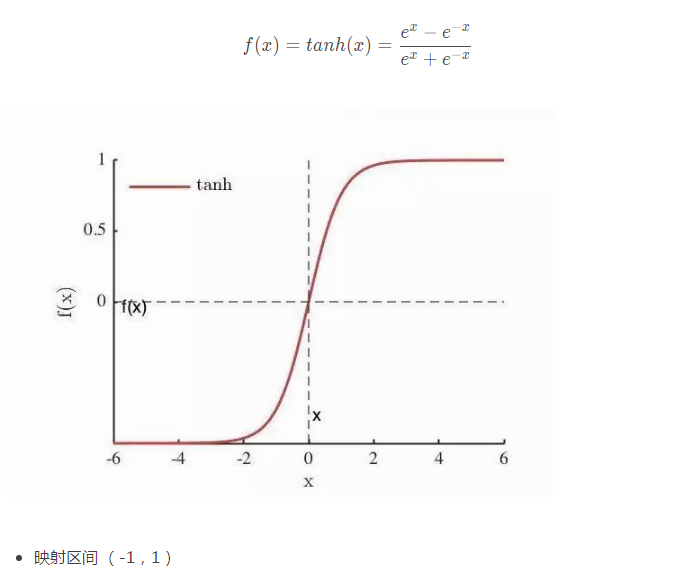 f(x) = tanh(x) = \frac{e^x - e^{-x}}{e^x + e^{-x}}
1
tanh
0.5
f(x)
0
f(x)
x
-6 -4 -2 0 2 4 6
x
• 映射区间 ( -1 , 1 )